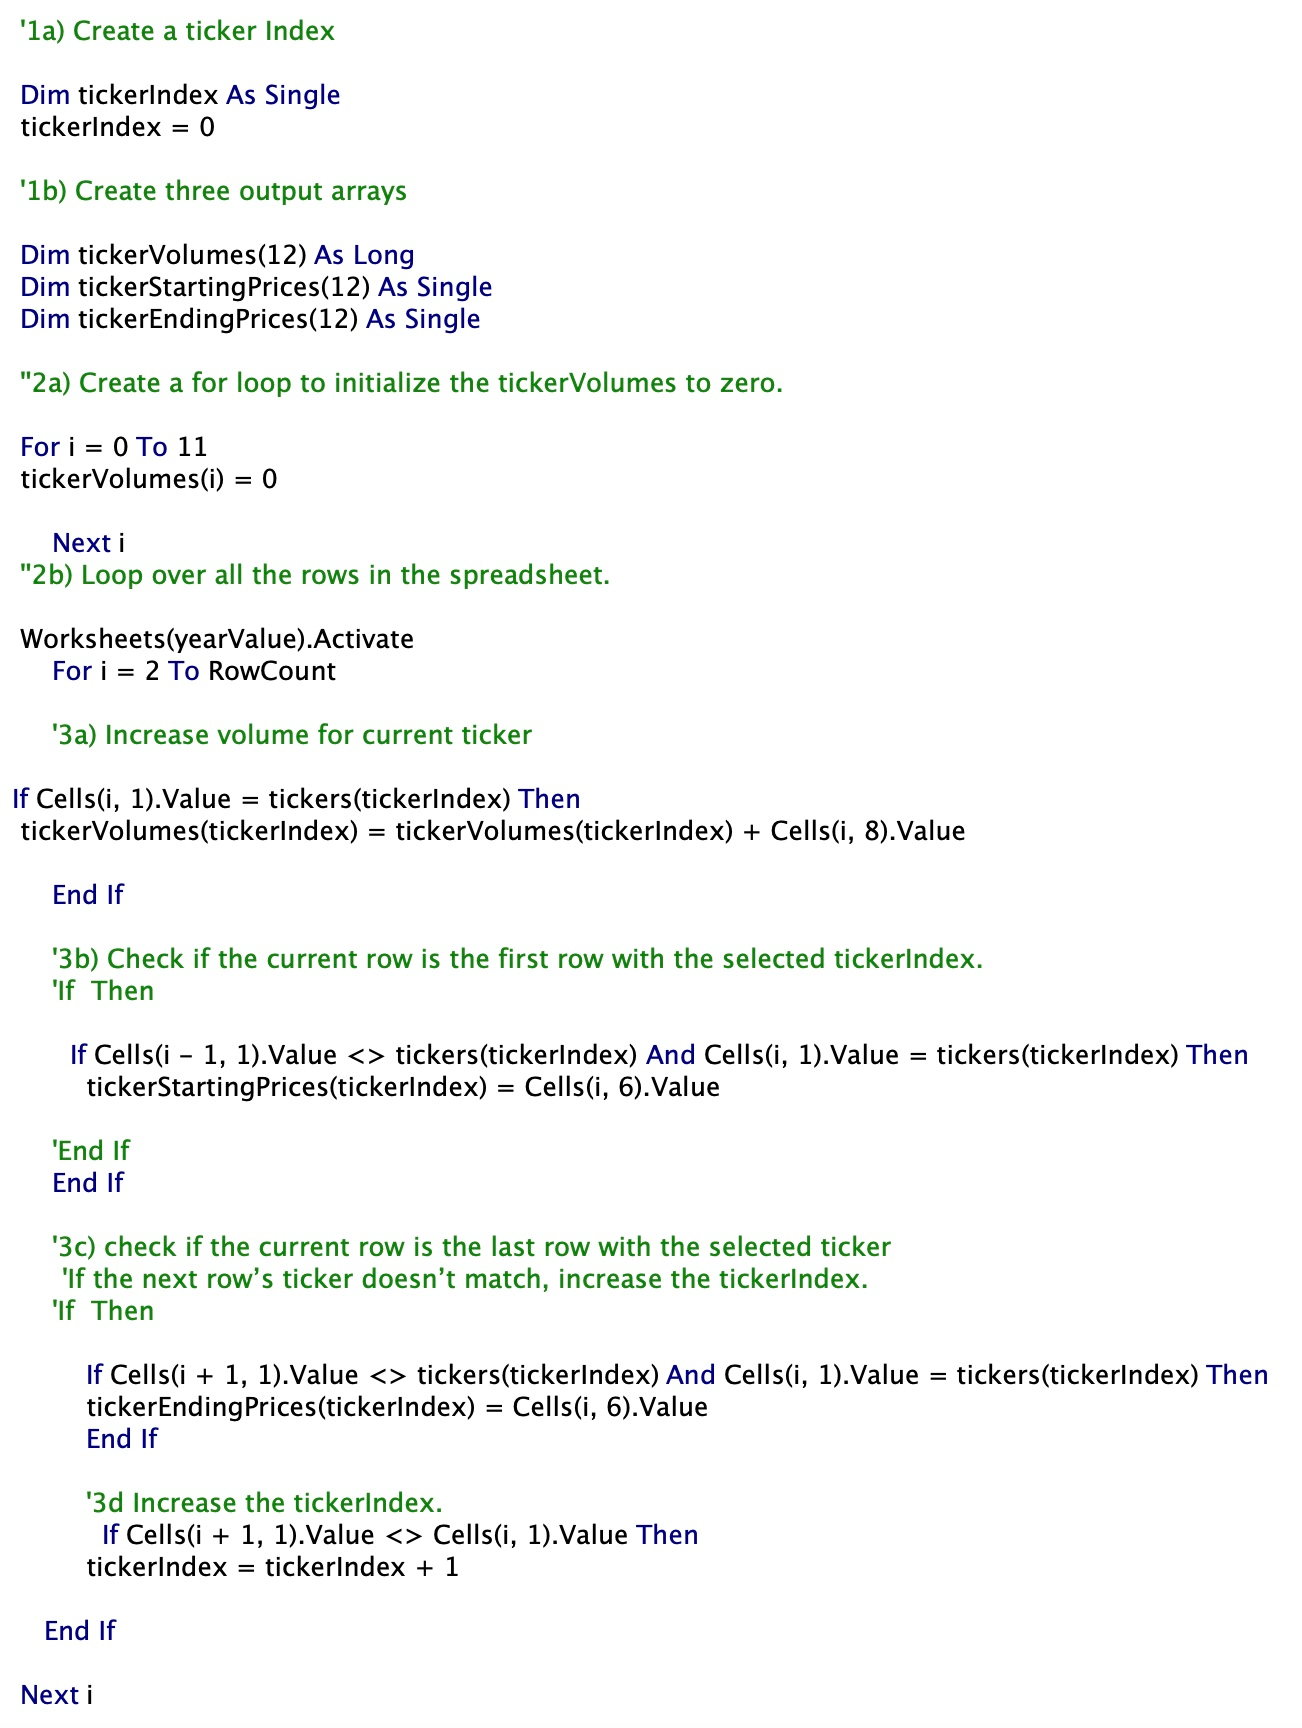 '1a) Create a ticker Index
Dim tickerIndex As Single
tickerIndex = 0
'1b) Create three output arrays
Dim tickerVolumes(12) As Long
Dim tickerStartingPrices(12) As Single
Dim tickerEndingPrices(12) As Single
''2a) Create a for loop to initialize the tickerVolumes to zero.
For i = 0 To 11
tickerVolumes(i) = 0
Next i
''2b) Loop over all the rows in the spreadsheet.
Worksheets(yearValue).Activate
For i = 2 To RowCount
'3a) Increase volume for current ticker
If Cells(i, 1).Value = tickers(tickerIndex) Then
tickerVolumes(tickerIndex) = tickerVolumes(tickerIndex) + Cells(i, 8).Value
End If
'3b) Check if the current row is the first row with the selected tickerIndex.
'If  Then
If Cells(i - 1, 1).Value <> tickers(tickerIndex) And Cells(i, 1).Value = tickers(tickerIndex) Then
tickerStartingPrices(tickerIndex) = Cells(i, 6).Value
'End If
End If
'3c) check if the current row is the last row with the selected ticker
'If the next row’s ticker doesn’t match, increase the tickerIndex.
'If  Then
If Cells(i + 1, 1).Value <> tickers(tickerIndex) And Cells(i, 1).Value = tickers(tickerIndex) Then
tickerEndingPrices(tickerIndex) = Cells(i, 6).Value
End If
'3d Increase the tickerIndex.
If Cells(i + 1, 1).Value <> Cells(i, 1).Value Then
tickerIndex = tickerIndex + 1
End If
Next i